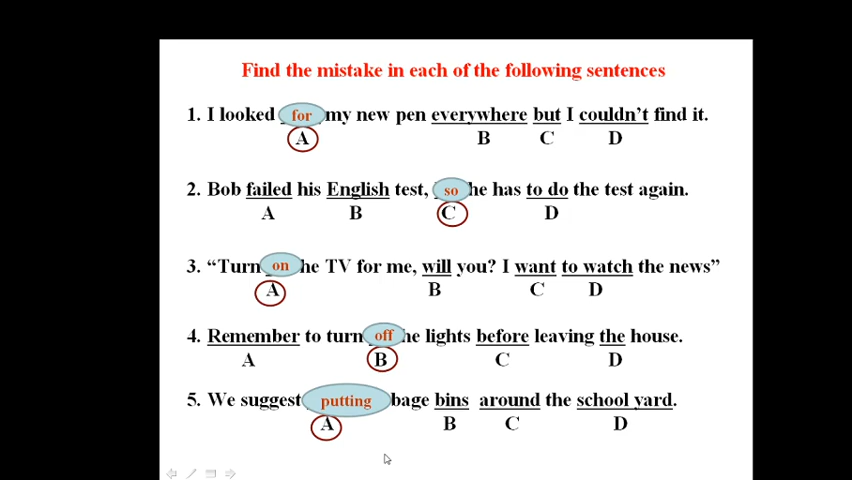 Find the mistake in each of the following sentences
1. I looked for my new pen everywhere but I couldn't find it.
A B C D
2. Bob failed his English test, so he has to do the test again.
A B C D
3. “Turn on he TV for me, will you? I want to watch the news”
A B C D
4. Remember to turn off he lights before leaving the house.
A B C D
5. We suggest putting bage bins around the school yard.
A B C D